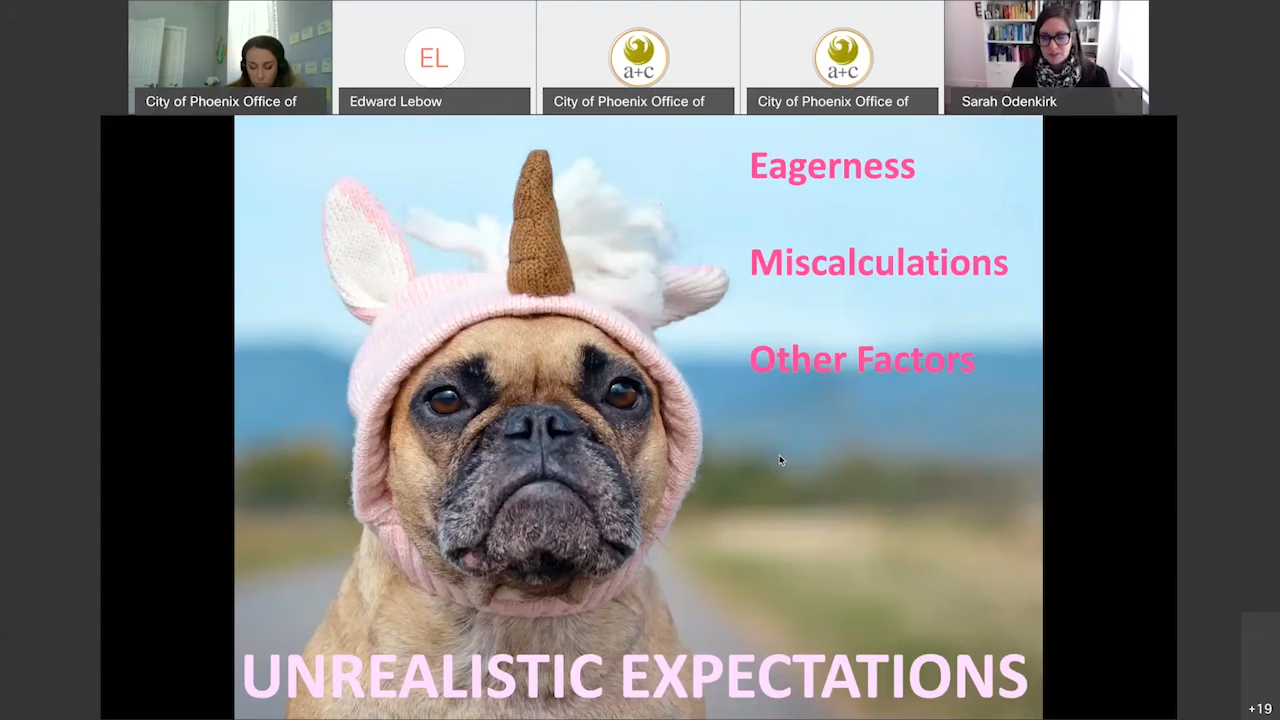 EL
a+c
a+c
City of Phoenix Office of
Edward Lebow
City of Phoenix Office of
City of Phoenix Office of
Sarah Odenkirk
Eagerness
Miscalculations
Other Factors
UNREALISTIC EXPECTATIONS
+19